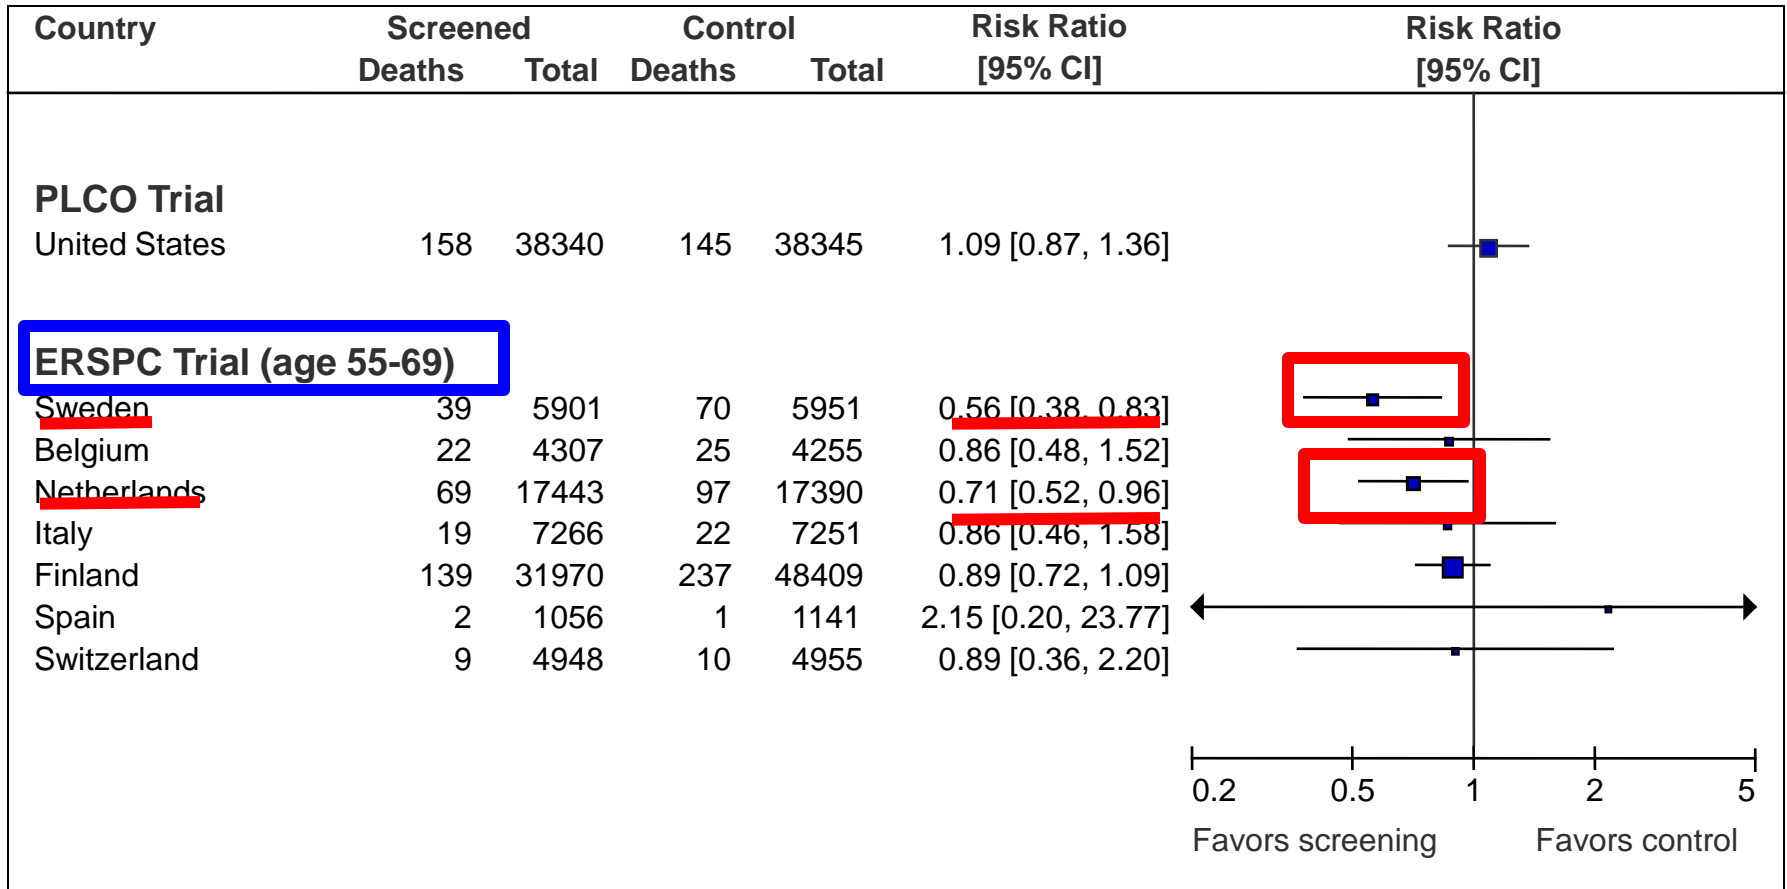 Country Screened Control Risk Ratio Risk Ratio
Deaths Total Deaths Total [95% CI] [95% CI]
PLCO Trial
United States 158 38340 145 38345 1.09 [0.87, 1.36]
ERSPC Trial (age 55-69)
Sweden 39 5901 70 5951 0.56 [0.38, 0.83]
Belgium 22 4307 25 4255 0.86 [0.48, 1.52]
Netherlands 69 17443 97 17390 0.71 [0.52, 0.96]
Italy 19 7266 22 7251 0.86 [0.46, 1.58]
Finland 139 31970 237 48409 0.89 [0.72, 1.09]
Spain 2 1056 1 1141 2.15 [0.20, 23.77]
Switzerland 9 4948 10 4955 0.89 [0.36, 2.20]
0.2 0.5 1 2 5
Favors screening Favors control